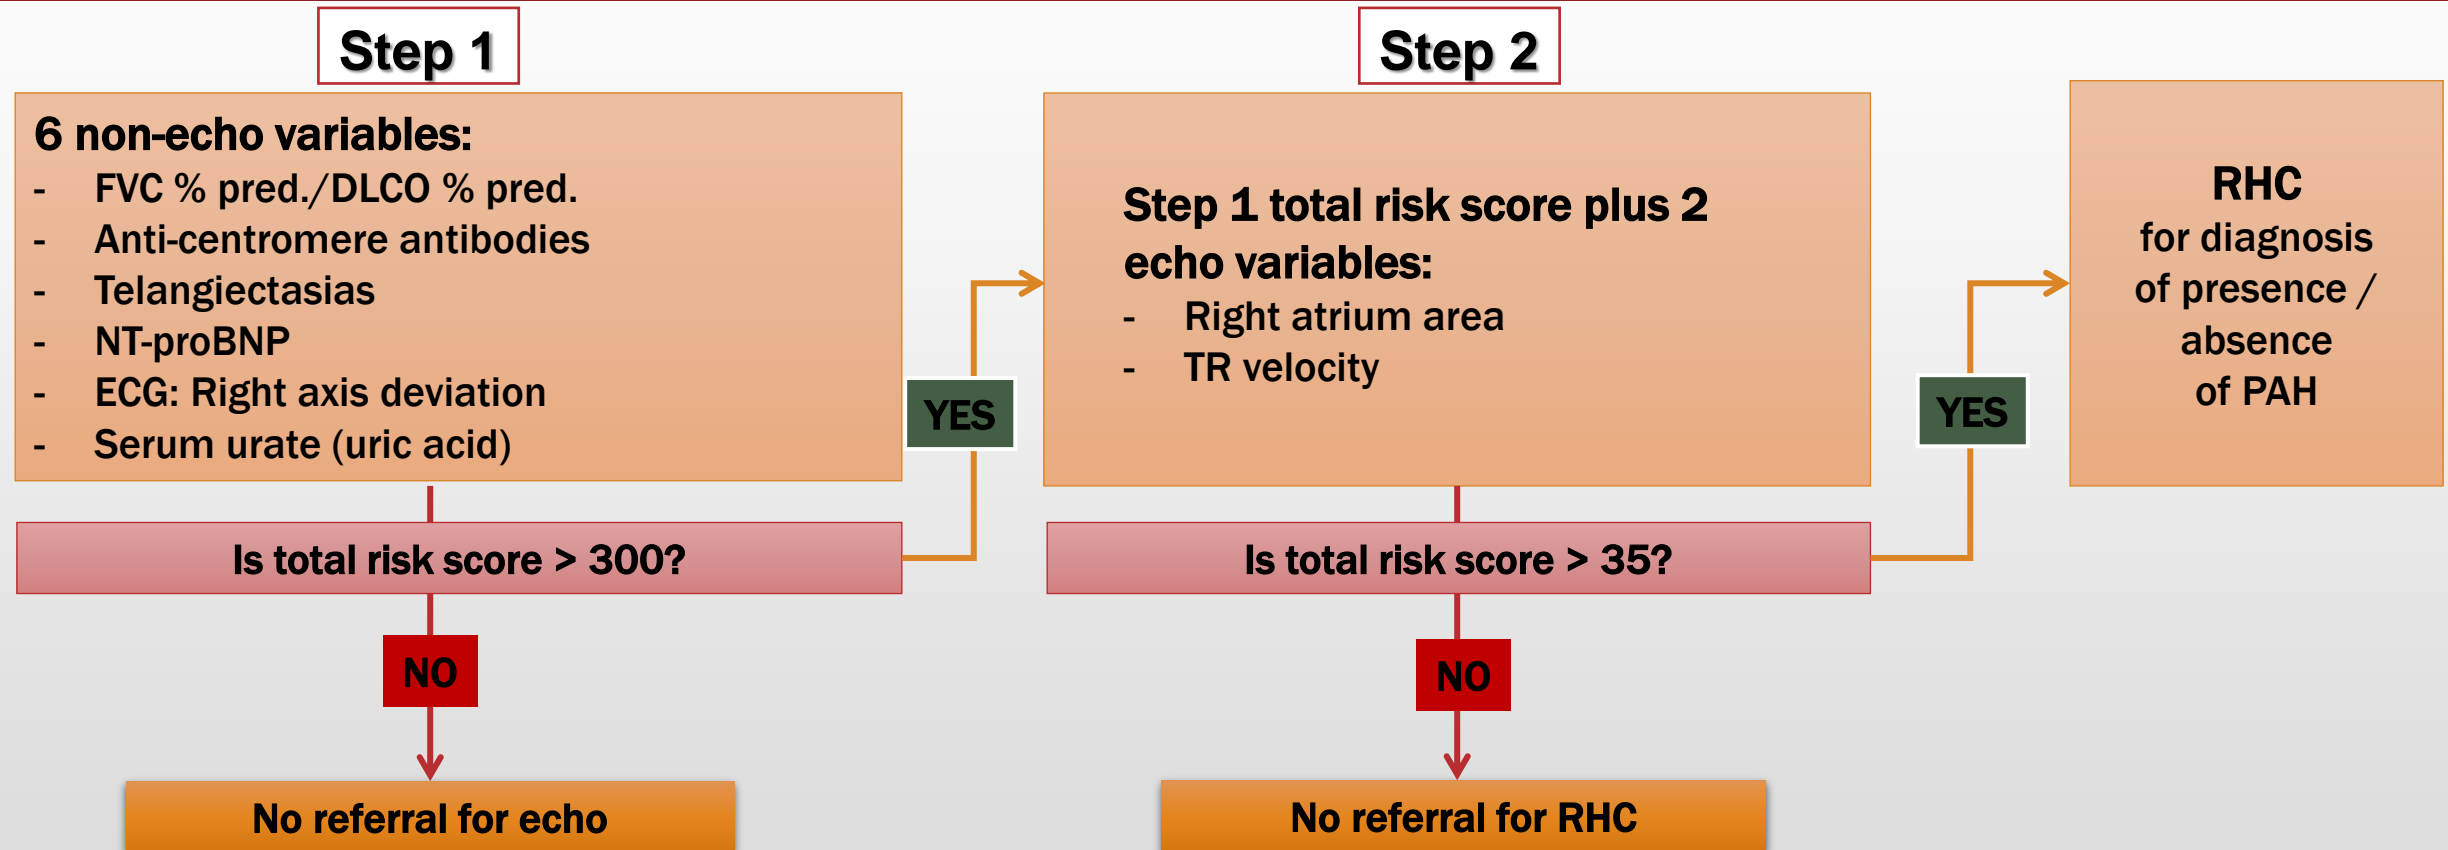 Step 1
6 non-echo variables:
- FVC % pred./DLCO % pred.
- Anti-centromere antibodies
- Telangiectasias
- NT-proBNP
- ECG: Right axis deviation
- Serum urate (uric acid)
Is total risk score > 300?
YES
NO
No referral for echo
Step 2
Step 1 total risk score plus 2
echo variables:
- Right atrium area
- TR velocity
Is total risk score > 35?
YES
NO
No referral for RHC
RHC
for diagnosis
of presence /
absence
of PAH